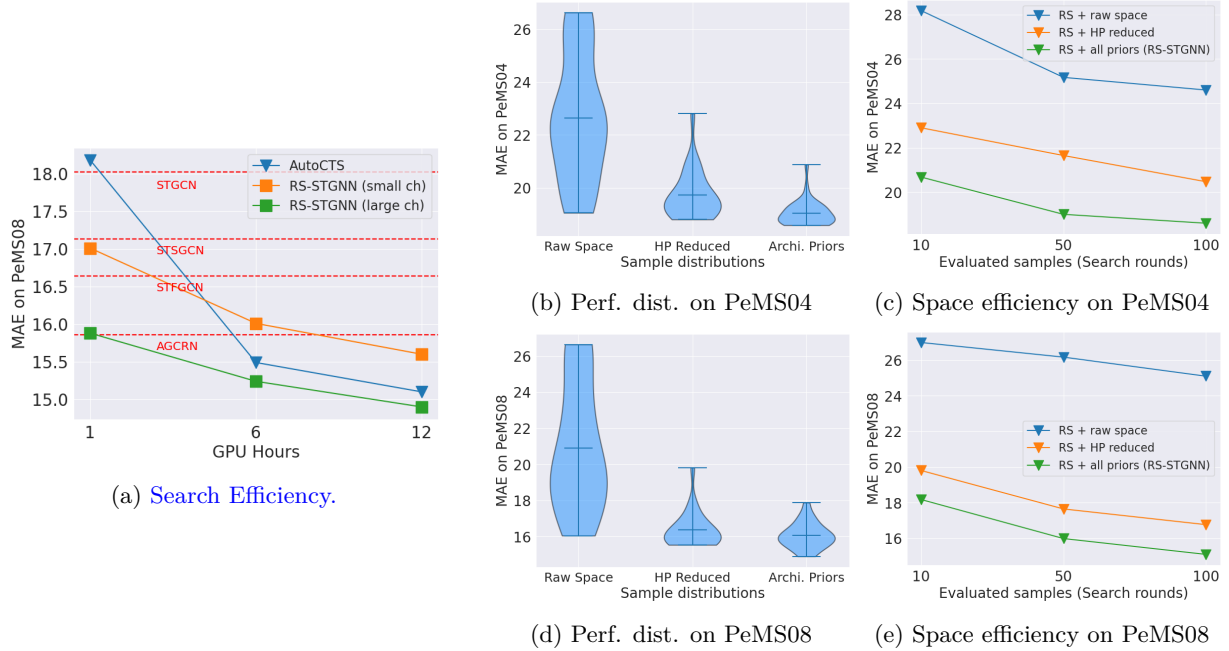 MAE on PeMS08
18.0
17.5
17.0
16.5
16.0
15.5
15.0
AutoCTS
RS-STGNN (small ch)
RS-STGNN (large ch)
STGCN
STSGCN
STFGCN
AGCRN
1 6 12
GPU Hours
(a) Search Efficiency.
MAE on PeMS04
26
24
22
20
Raw Space HP Reduced Archi. Priors
Sample distributions
(b) Perf. dist. on PeMS04
MAE on PeMS04
28
26
24
22
20
RS + raw space
RS + HP reduced
RS + all priors (RS-STGNN)
10 50 100
Evaluated samples (Search rounds)
(c) Space efficiency on PeMS04
MAE on PeMS08
26
24
22
20
18
16
Raw Space HP Reduced Archi. Priors
Sample distributions
(d) Perf. dist. on PeMS08
MAE on PeMS08
26
24
22
20
18
16
RS + raw space
RS + HP reduced
RS + all priors (RS-STGNN)
10 50 100
Evaluated samples (Search rounds)
(e) Space efficiency on PeMS08